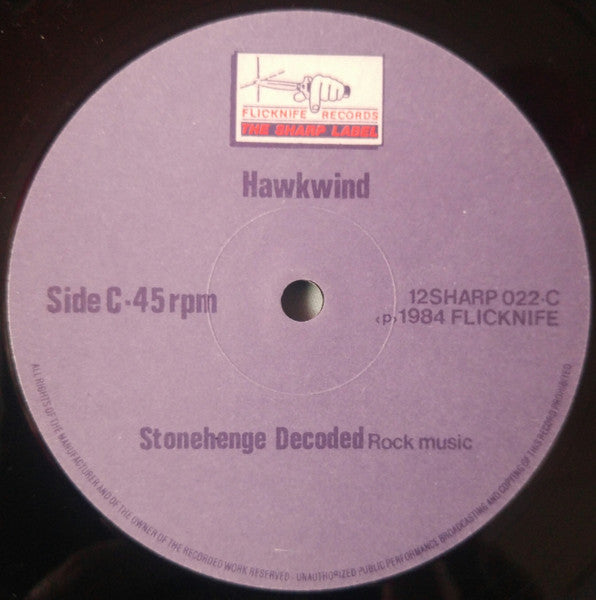 FLICKNIFE RECORDS
THE SHARP LABEL
Hawkwind
Side C·45rpm
12SHARP 022·C
‹p›1984 FLICKNIFE
Stonehenge Decoded Rock music
ALL RIGHTS OF THE MANUFACTURER AND OF THE OWNER OF THE RECORDED WORK RESERVED · UNAUTHORIZED PUBLIC PERFORMANCE BROADCASTING AND COPYING OF THIS RECORD PROHIBITED